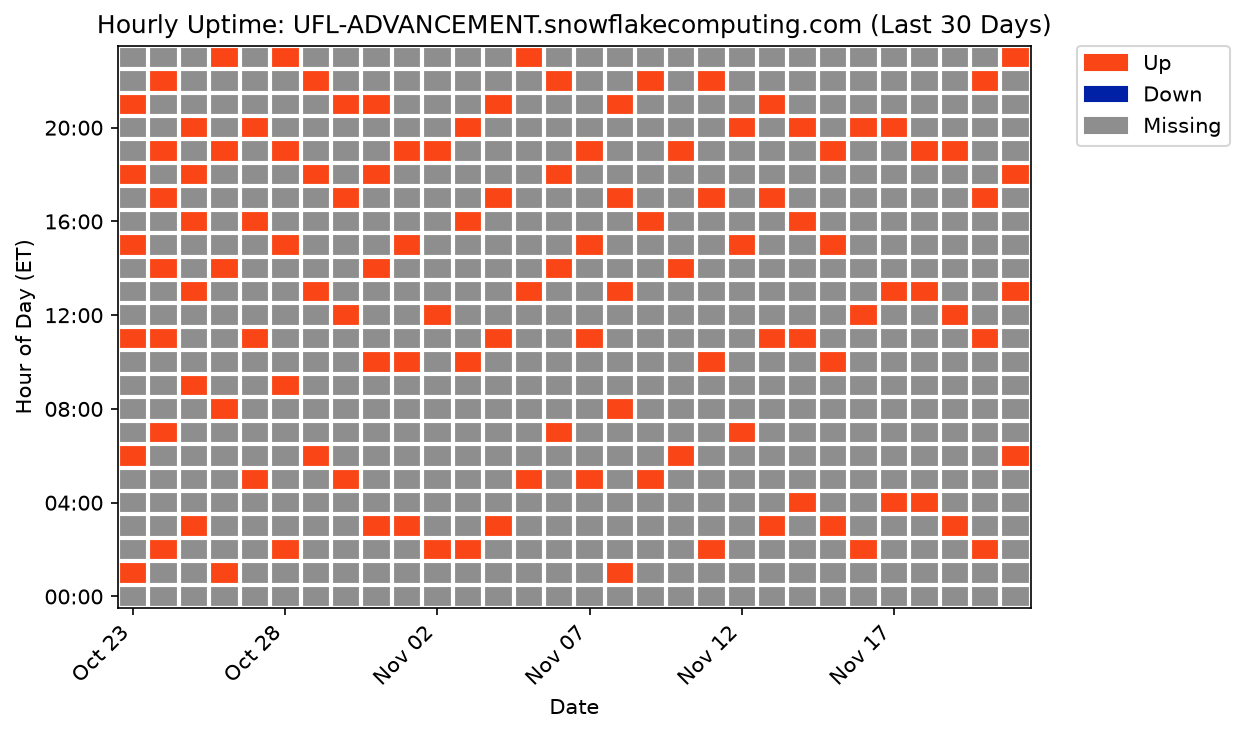 Hourly Uptime: UFL-ADVANCEMENT.snowflakecomputing.com (Last 30 Days)
Up
Down
Missing
Hour of Day (ET)
20:00
16:00
12:00
08:00
04:00
00:00
Oct 23
Oct 28
Nov 02
Nov 07
Nov 12
Nov 17
Date